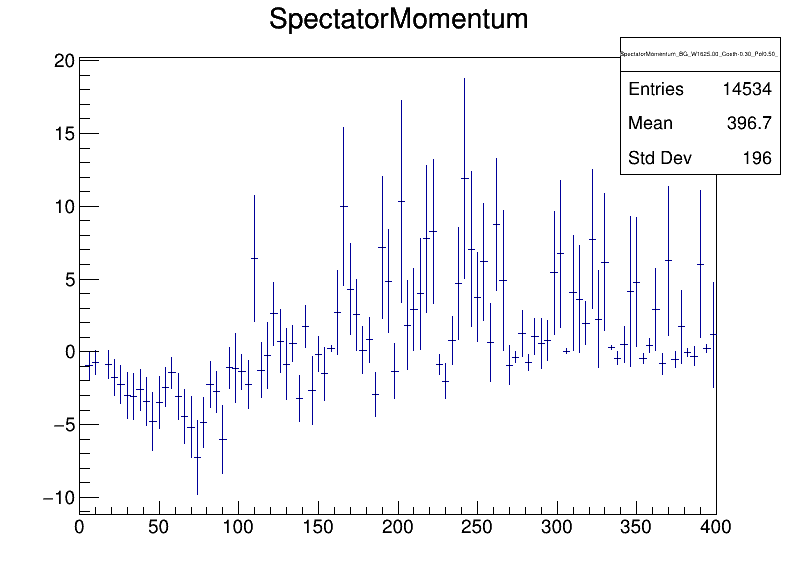 SpectatorMomentum
SpectatorMomentum_BG_W1625.00_Costh-0.30_Pol0.50_
Entries 14534
Mean 396.7
Std Dev 196
20
15
10
5
0
−5
−10
0 50 100 150 200 250 300 350 400